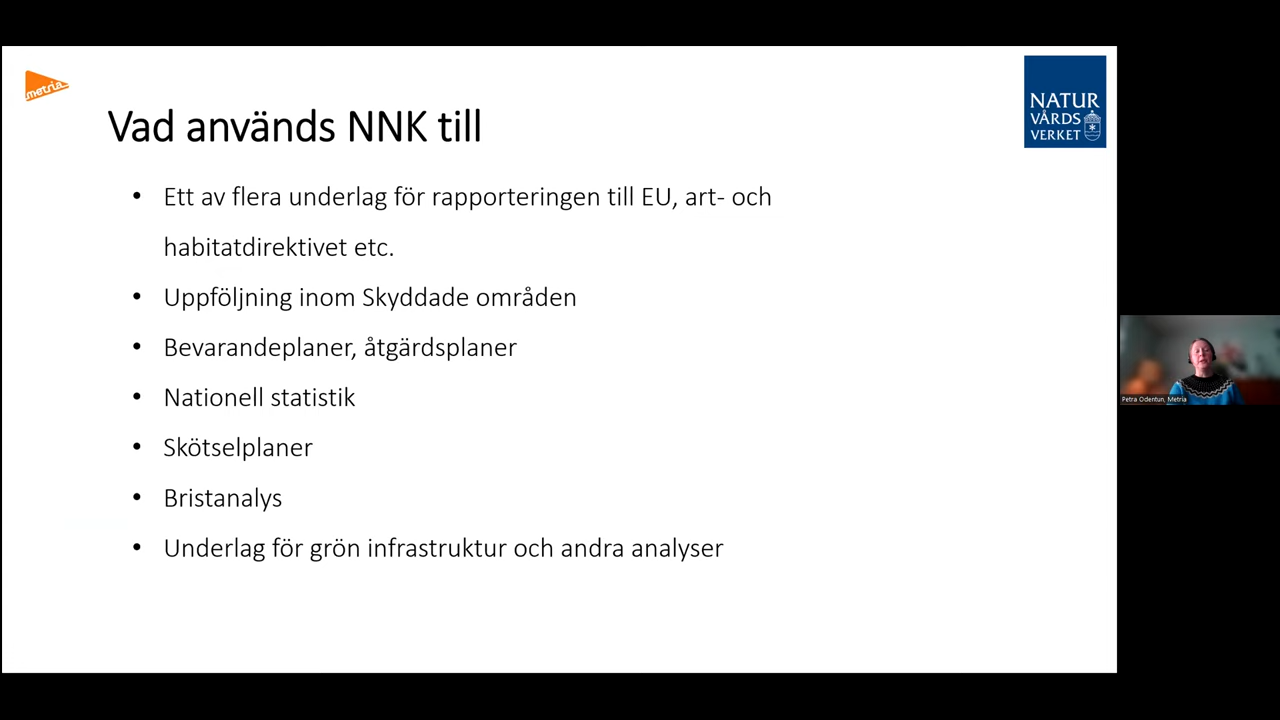 metria
NATUR
VÅRDS
VERKET
Vad används NNK till
• Ett av flera underlag för rapporteringen till EU, art- och
habitatdirektivet etc.
• Uppföljning inom Skyddade områden
• Bevarandeplaner, åtgärdsplaner
• Nationell statistik
• Skötselplaner
• Bristanalys
• Underlag för grön infrastruktur och andra analyser
Petra Odentun, Metria